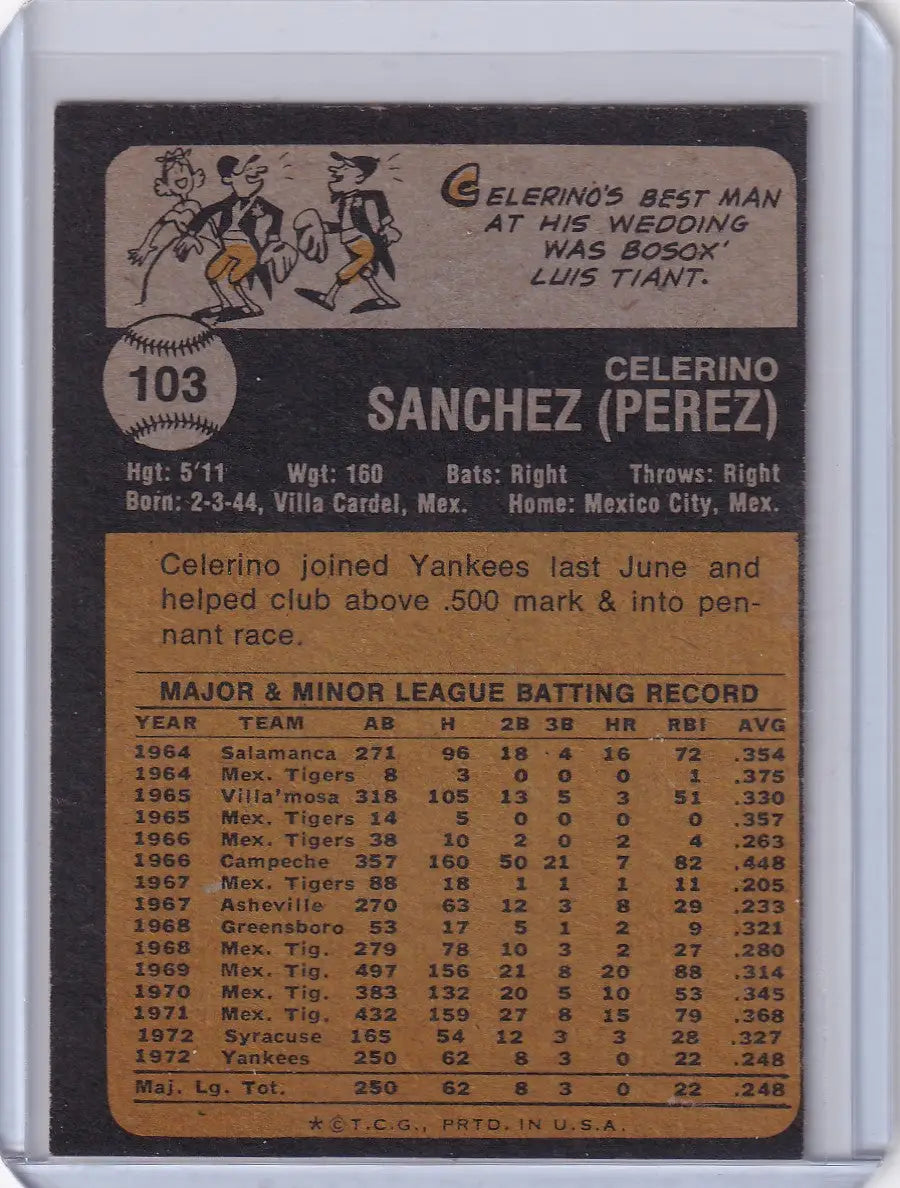 CELERINO'S BEST MAN
AT HIS WEDDING
WAS BOSOX'
LUIS TIANT.
103
CELERINO
SANCHEZ (PEREZ)
Hgt: 5'11 Wgt: 160 Bats: Right Throws: Right
Born: 2-3-44, Villa Cardel, Mex. Home: Mexico City, Mex.
Celerino joined Yankees last June and
helped club above .500 mark & into pen-
nant race.
MAJOR & MINOR LEAGUE BATTING RECORD
YEAR TEAM AB H 2B 3B HR RBI AVG
1964 Salamanca 271 96 18 4 16 72 .354
1964 Mex. Tigers 8 3 0 0 0 1 .375
1965 Villa'mosa 318 105 13 5 3 51 .330
1965 Mex. Tigers 14 5 0 0 0 0 .357
1966 Mex. Tigers 38 10 2 0 2 4 .263
1966 Campeche 357 160 50 21 7 82 .448
1967 Mex. Tigers 88 18 1 1 1 11 .205
1967 Asheville 270 63 12 3 8 29 .233
1968 Greensboro 53 17 5 1 2 9 .321
1968 Mex. Tig. 279 78 10 3 2 27 .280
1969 Mex. Tig. 497 156 21 8 20 88 .314
1970 Mex. Tig. 383 132 20 5 10 53 .345
1971 Mex. Tig. 432 159 27 8 15 79 .368
1972 Syracuse 165 54 12 3 3 28 .327
1972 Yankees 250 62 8 3 0 22 .248
Maj. Lg. Tot. 250 62 8 3 0 22 .248
*©T.C.G., PRTD. IN U.S.A.